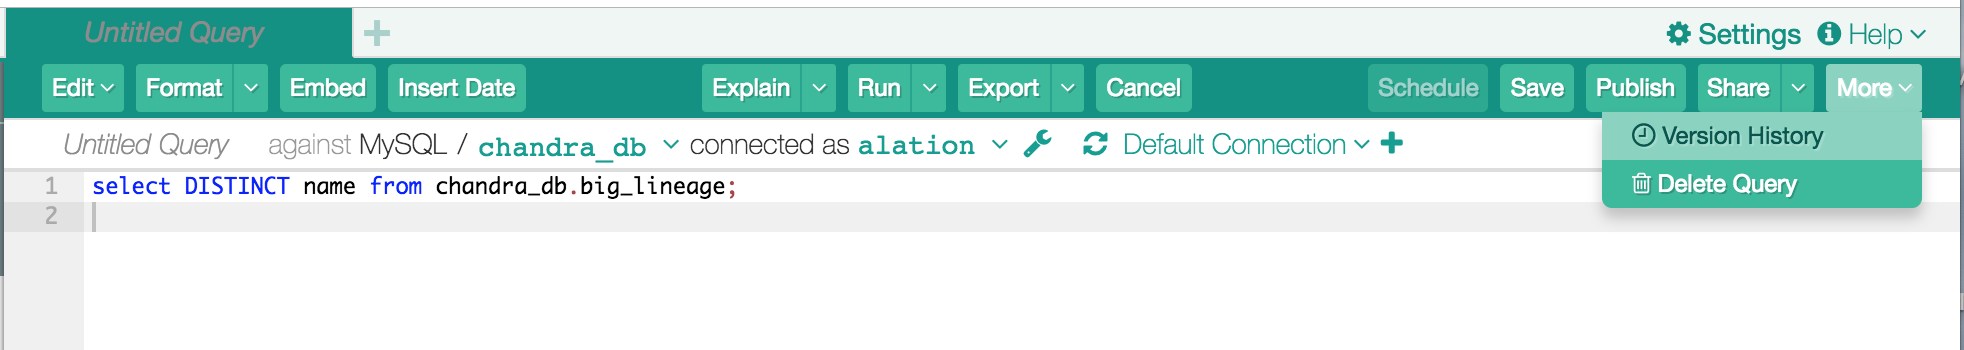 Untitled Query
Settings Help
Edit Format Embed Insert Date Explain Run Export Cancel Schedule Save Publish Share More
Version History
Delete Query
Untitled Query against MySQL / chandra_db connected as alation Default Connection
1 select DISTINCT name from chandra_db.big_lineage;
2